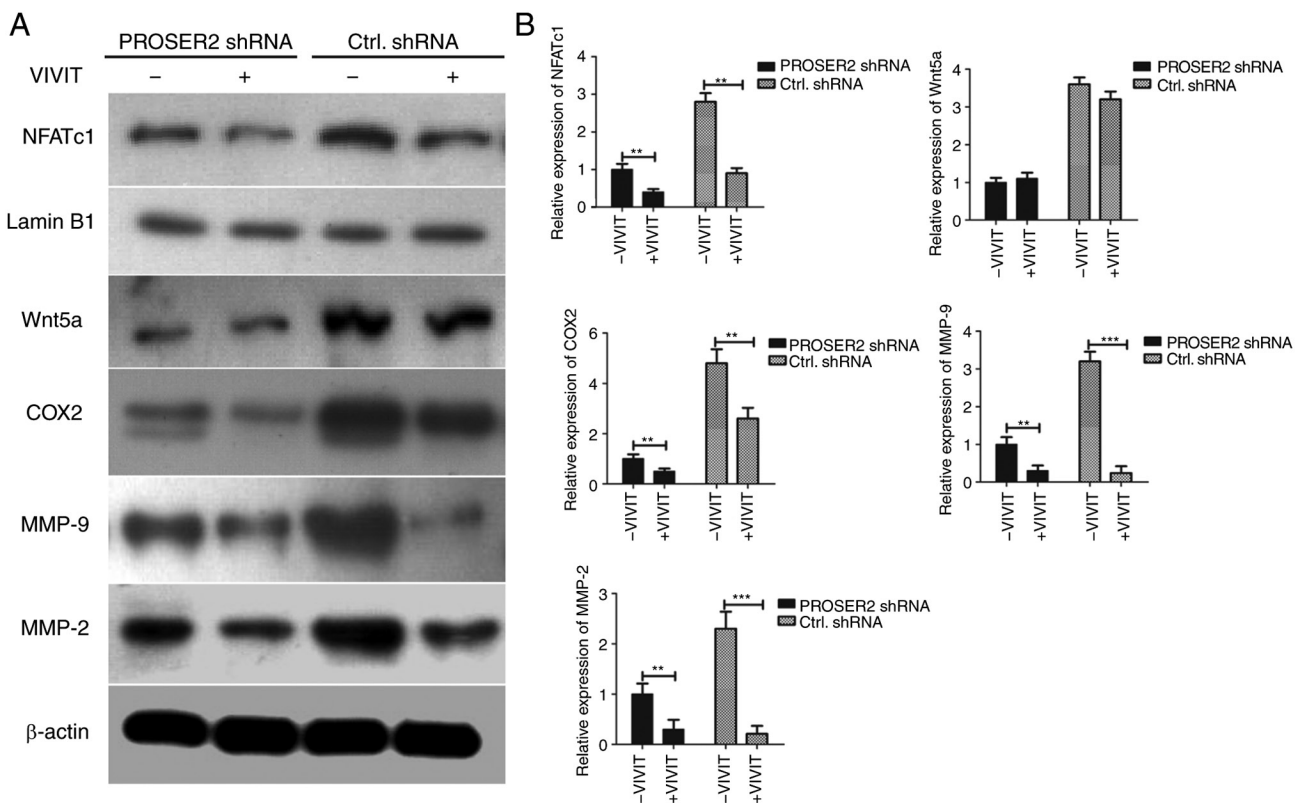 A
PROSER2 shRNA Ctrl. shRNA
VIVIT – + – +
NFATc1
Lamin B1
Wnt5a
COX2
MMP-9
MMP-2
β-actin
B
Relative expression of NFATc1
4
3
2
1
0
**
**
–VIVIT
+VIVIT
–VIVIT
+VIVIT
PROSER2 shRNA
Ctrl. shRNA
Relative expression of Wnt5a
4
3
2
1
0
–VIVIT
+VIVIT
–VIVIT
+VIVIT
PROSER2 shRNA
Ctrl. shRNA
Relative expression of COX2
6
4
2
0
**
**
–VIVIT
+VIVIT
–VIVIT
+VIVIT
PROSER2 shRNA
Ctrl. shRNA
Relative expression of MMP-9
4
3
2
1
0
**
***
–VIVIT
+VIVIT
–VIVIT
+VIVIT
PROSER2 shRNA
Ctrl. shRNA
Relative expression of MMP-2
3
2
1
0
**
***
–VIVIT
+VIVIT
–VIVIT
+VIVIT
PROSER2 shRNA
Ctrl. shRNA